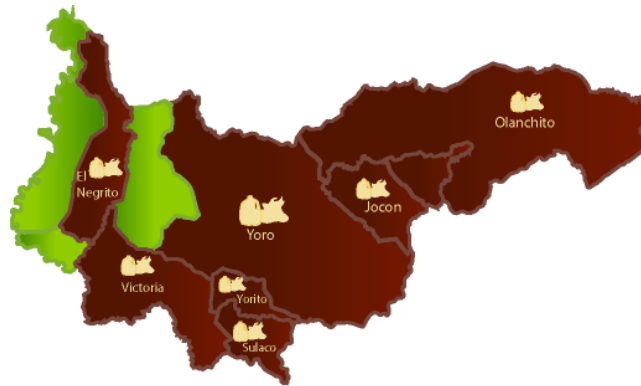 Olanchito
El
Negrito
Jocon
Yoro
Victoria
Yorito
Sulaco